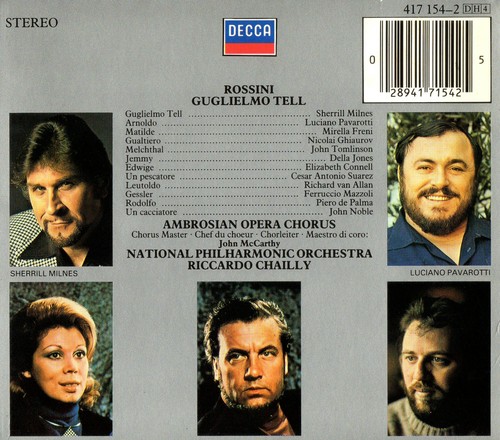 STEREO
DECCA
417 154-2 DH4
0 28941 71542 5
ROSSINI
GUGLIELMO TELL
Guglielmo Tell ........ Sherrill Milnes
Arnoldo ........ Luciano Pavarotti
Matilde ........ Mirella Freni
Gualtiero ........ Nicolai Ghiaurov
Melchthal ........ John Tomlinson
Jemmy ........ Della Jones
Edwige ........ Elizabeth Connell
Un pescatore ........ Cesar Antonio Suarez
Leutoldo ........ Richard van Allan
Gessler ........ Ferruccio Mazzoli
Rodolfo ........ Piero de Palma
Un cacciatore ........ John Noble
AMBROSIAN OPERA CHORUS
Chorus Master · Chef du choeur · Chorleiter · Maestro di coro:
John McCarthy
NATIONAL PHILHARMONIC ORCHESTRA
RICCARDO CHAILLY
SHERRILL MILNES
LUCIANO PAVAROTTI